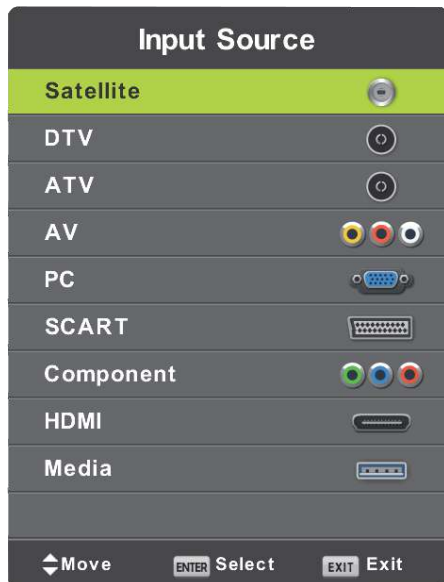 Input Source
Satellite
DTV
ATV
AV
PC
SCART
Component
HDMI
Media
Move ENTER Select EXIT Exit